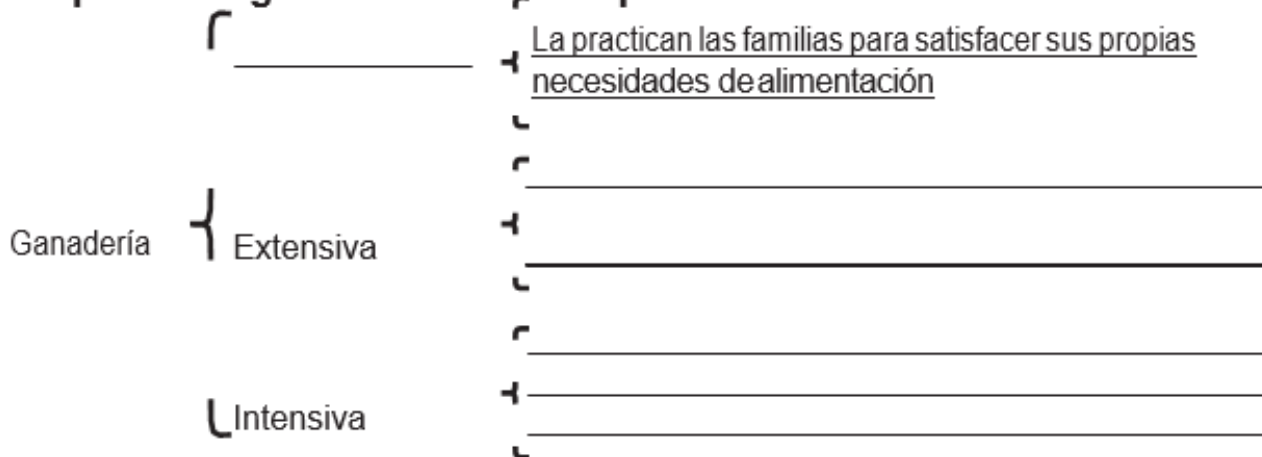 La practican las familias para satisfacer sus propias
necesidades de alimentación
Ganadería
Extensiva
Intensiva